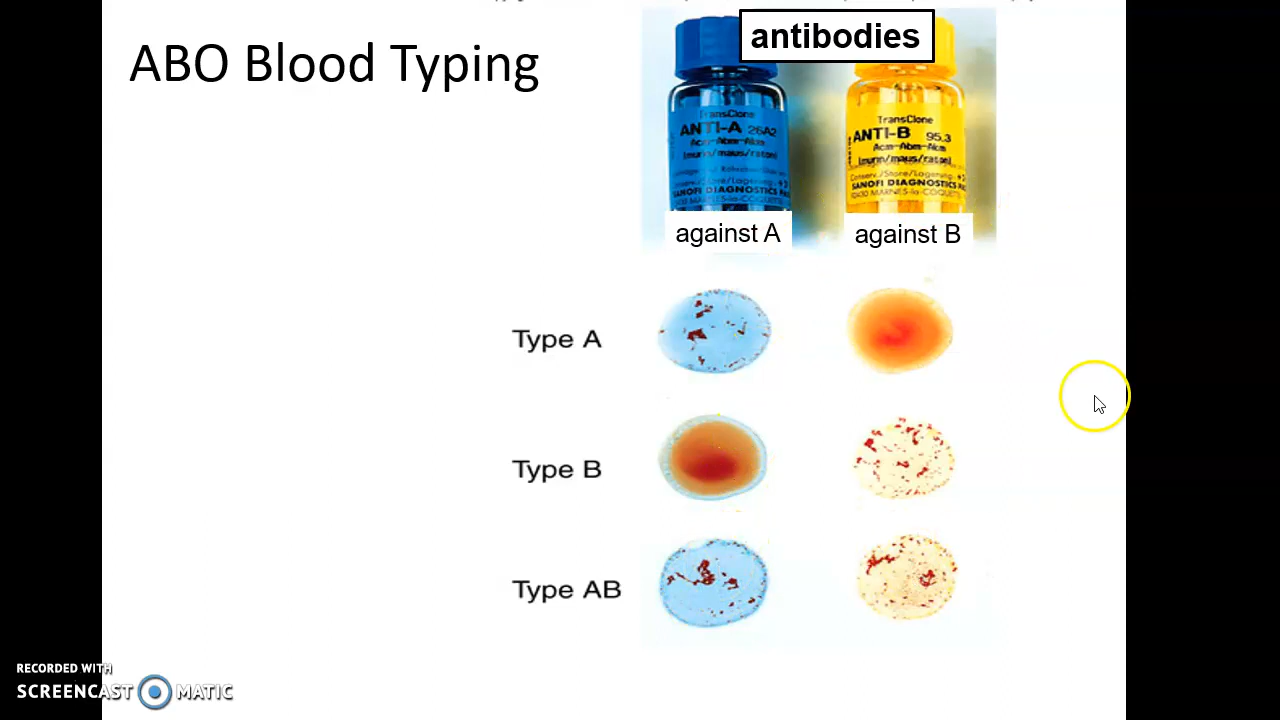 ABO Blood Typing
antibodies
TransClone
ANTI-A 26A2
TransClone
ANTI-B 95.3
SANOFI DIAGNOSTICS
SANOFI DIAGNOSTICS
against A
against B
Type A
Type B
Type AB
RECORDED WITH
SCREENCAST MATIC